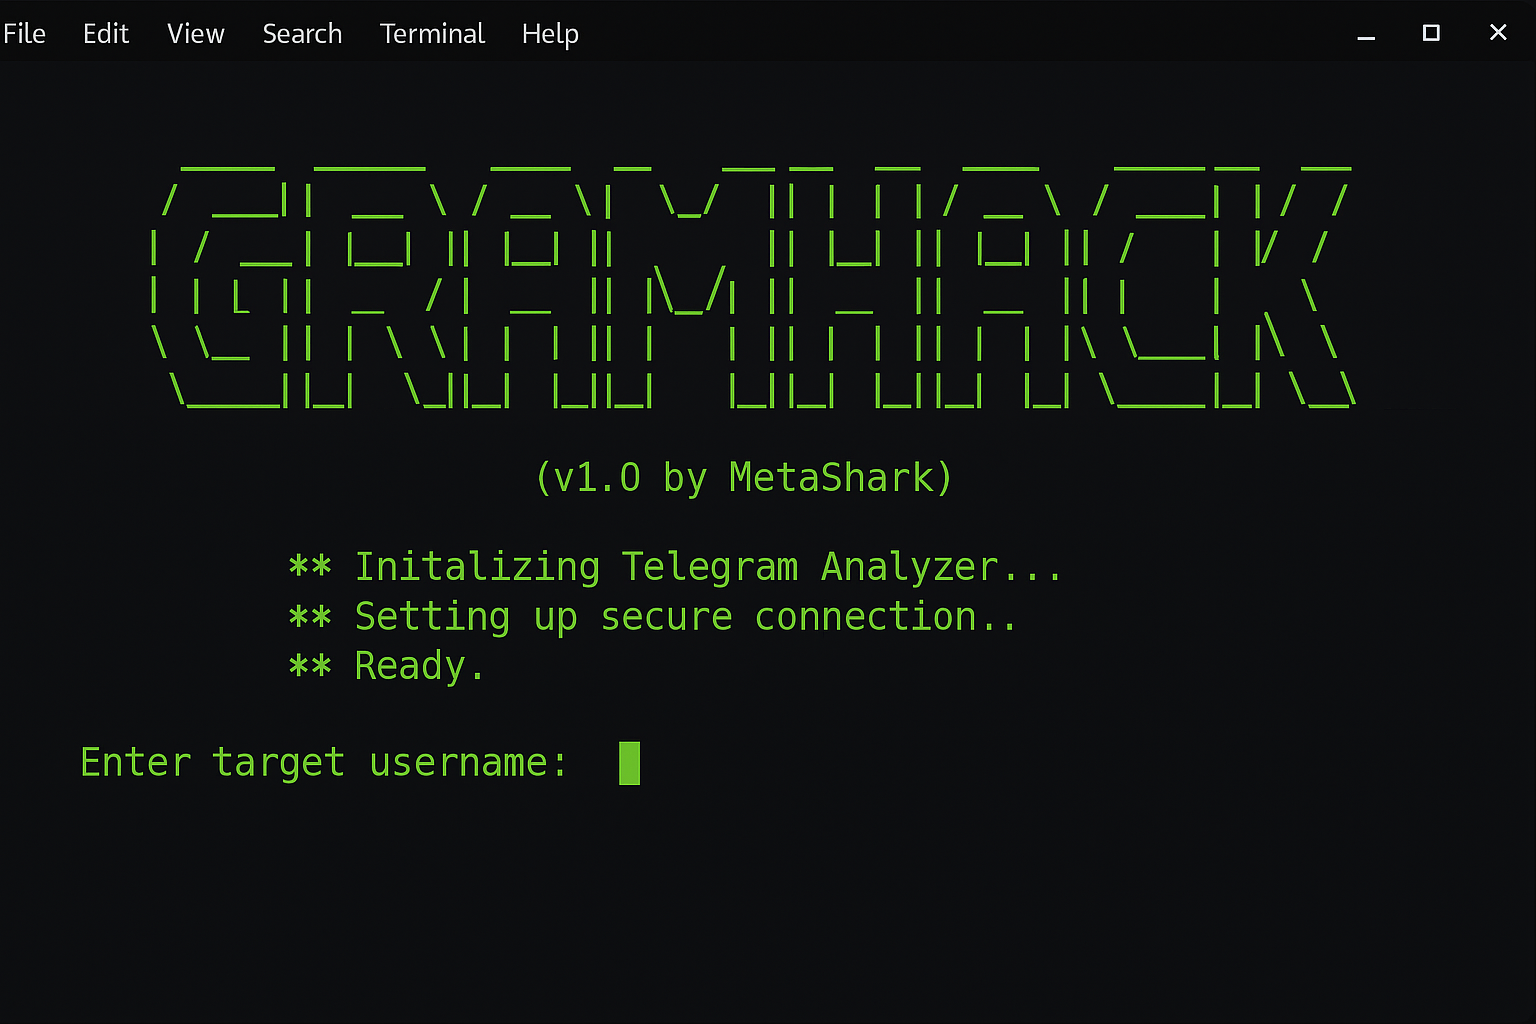 File Edit View Search Terminal Help
GRAMHACK
(v1.0 by MetaShark)
** Initalizing Telegram Analyzer...
** Setting up secure connection..
** Ready.
Enter target username: